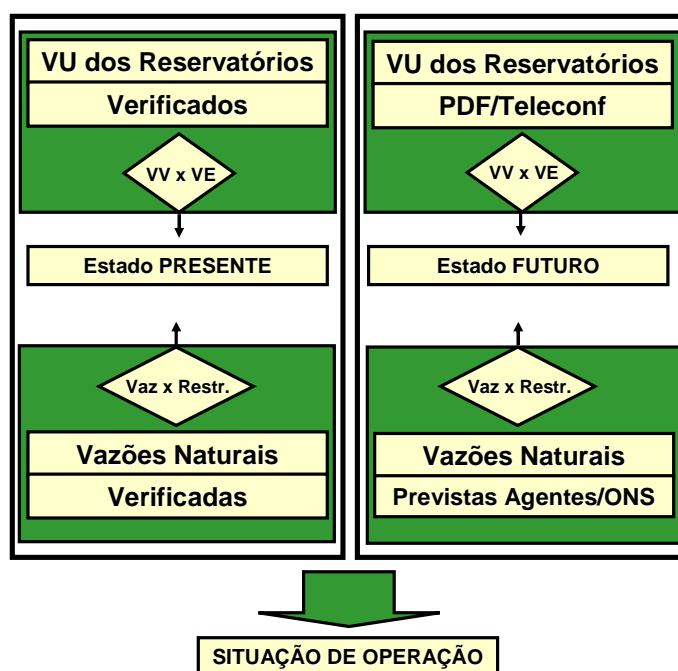 VU dos Reservatórios
Verificados
VV x VE
Estado PRESENTE
Vaz x Restr.
Vazões Naturais
Verificadas
VU dos Reservatórios
PDF/Teleconf
VV x VE
Estado FUTURO
Vaz x Restr.
Vazões Naturais
Previstas Agentes/ONS
SITUAÇÃO DE OPERAÇÃO